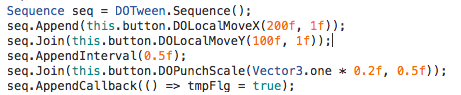 Sequence seq = DOTween.Sequence();
seq.Append(this.button.DOLocalMoveX(200f, 1f));
seq.Join(this.button.DOLocalMoveY(100f, 1f));
seq.AppendInterval(0.5f);
seq.Join(this.button.DOPunchScale(Vector3.one * 0.2f, 0.5f));
seq.AppendCallback(() => tmpFlg = true);